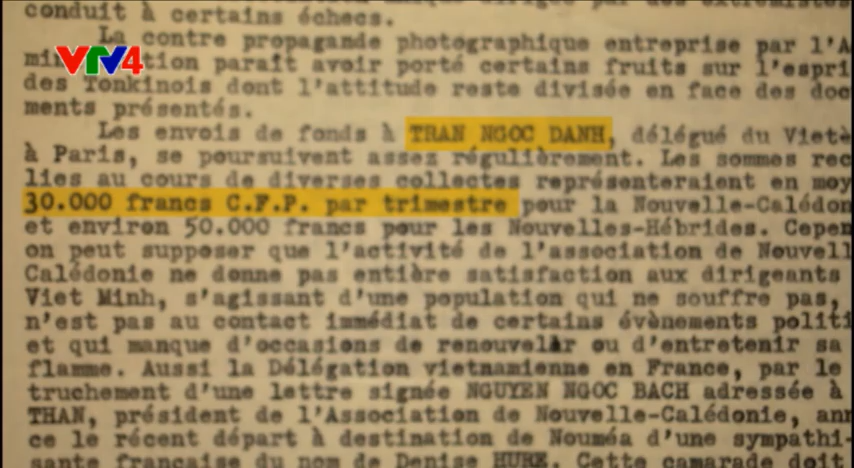 conduit à certains échecs.
La contre propagande photographique entreprise par l'A
VTV4
tion paraît avoir porté certains fruits sur l'espri
des Tonkinois dont l'attitude reste divisée en face des doc
ments présentés.
Les envois de fonds à TRAN NGOC DANH, délégué du Viet
à Paris, se poursuivent assez régulièrement. Les sommes rec
lies au cours de diverses collectes représenteraient en moy
30.000 francs C.F.P. par trimestre pour la Nouvelle-Calédon
et environ 50.000 francs pour les Nouvelles-Hébrides. Cepen
on peut supposer que l'activité de l'association de Nouvell
Calédonie ne donne pas entière satisfaction aux dirigeants
Viet Minh, s'agissant d'une population qui ne souffre pas,
n'est pas au contact immédiat de certains évènements politi
et qui manque d'occasions de renouveler ou d'entretenir sa
flamme. Aussi la Délégation vietnamienne en France, par le
truchement d'une lettre signée NGUYEN NGOC BACH adressée à
THAN, président de l'Association de Nouvelle-Calédonie, ann
ce le récent départ à destination de Nouméa d'une sympathi-
sante française du nom de Denise HURE. Cette camarade doit